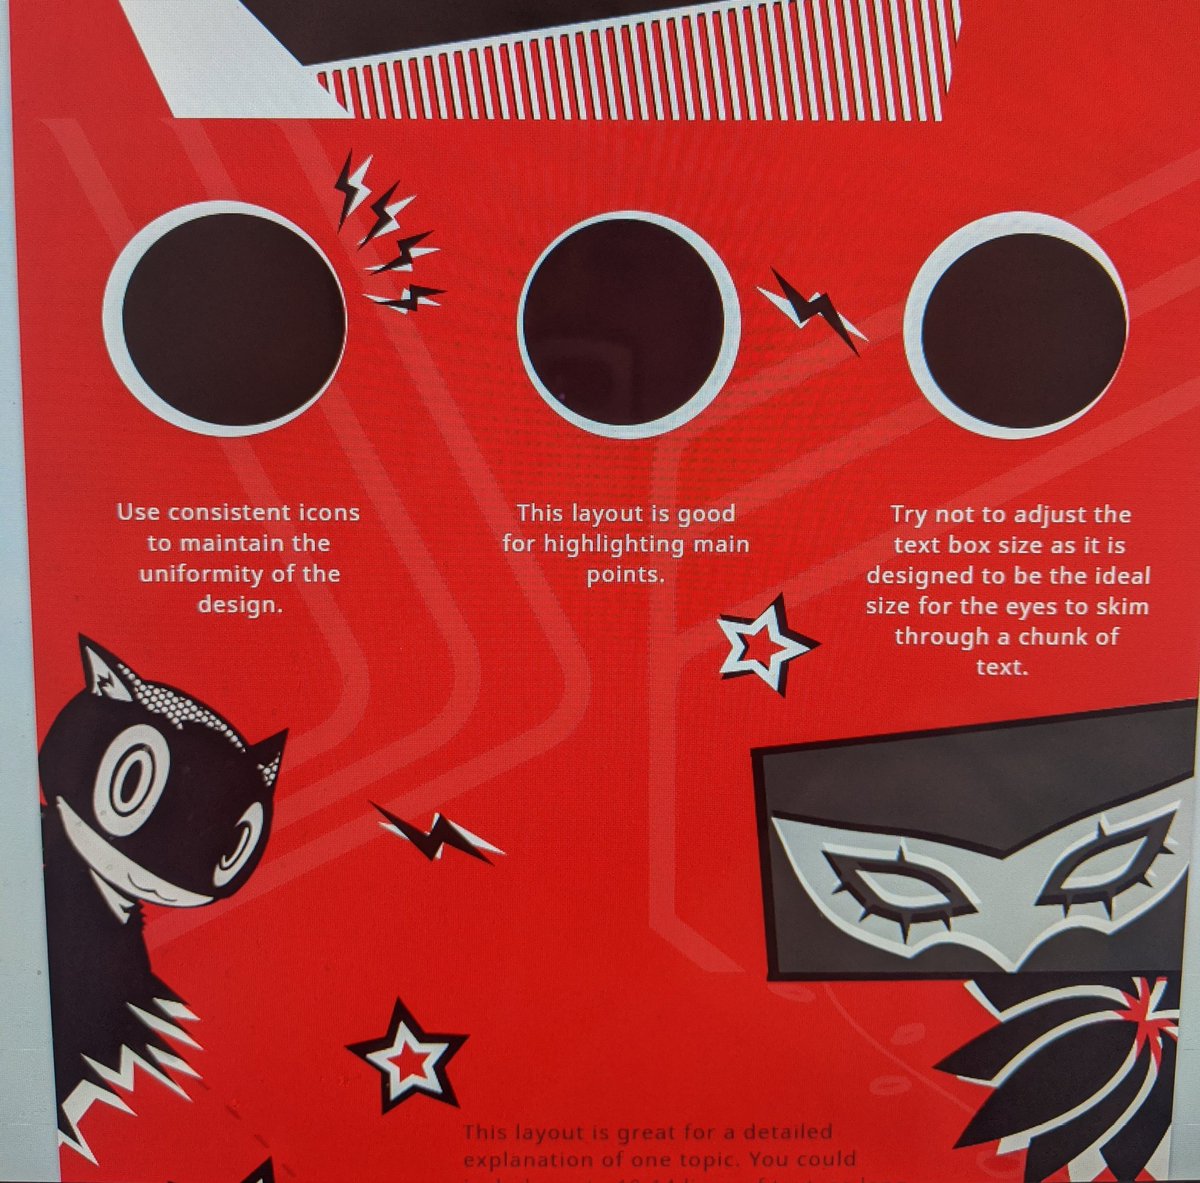 Use consistent icons
to maintain the
uniformity of the
design.
This layout is good
for highlighting main
points.
Try not to adjust the
text box size as it is
designed to be the ideal
size for the eyes to skim
through a chunk of
text.
This layout is great for a detailed
explanation of one topic. You could